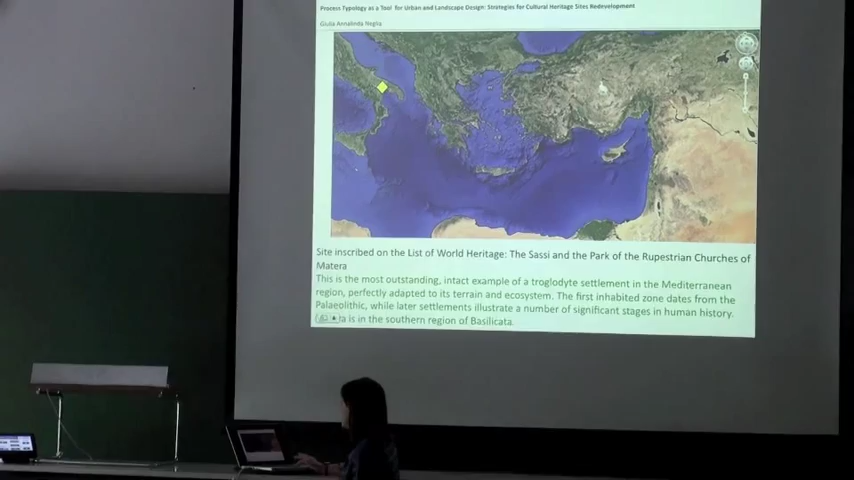 Process Typology as a Tool for Urban and Landscape Design: Strategies for Cultural Heritage Sites Redevelopment
Giulia Annalinda Neglia
Site inscribed on the List of World Heritage: The Sassi and the Park of the Rupestrian Churches of
Matera
This is the most outstanding, intact example of a troglodyte settlement in the Mediterranean
region, perfectly adapted to its terrain and ecosystem. The first inhabited zone dates from the
Palaeolithic, while later settlements illustrate a number of significant stages in human history.
ta is in the southern region of Basilicata.